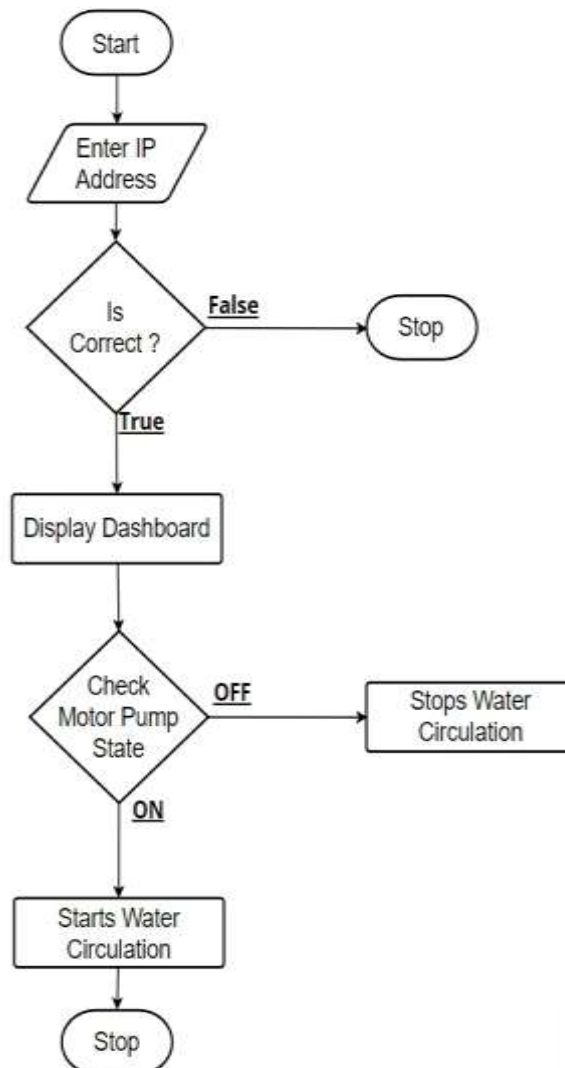 Start
Enter IP
Address
Is
Correct ?
False
Stop
True
Display Dashboard
Check
Motor Pump
State
OFF
Stops Water
Circulation
ON
Starts Water
Circulation
Stop